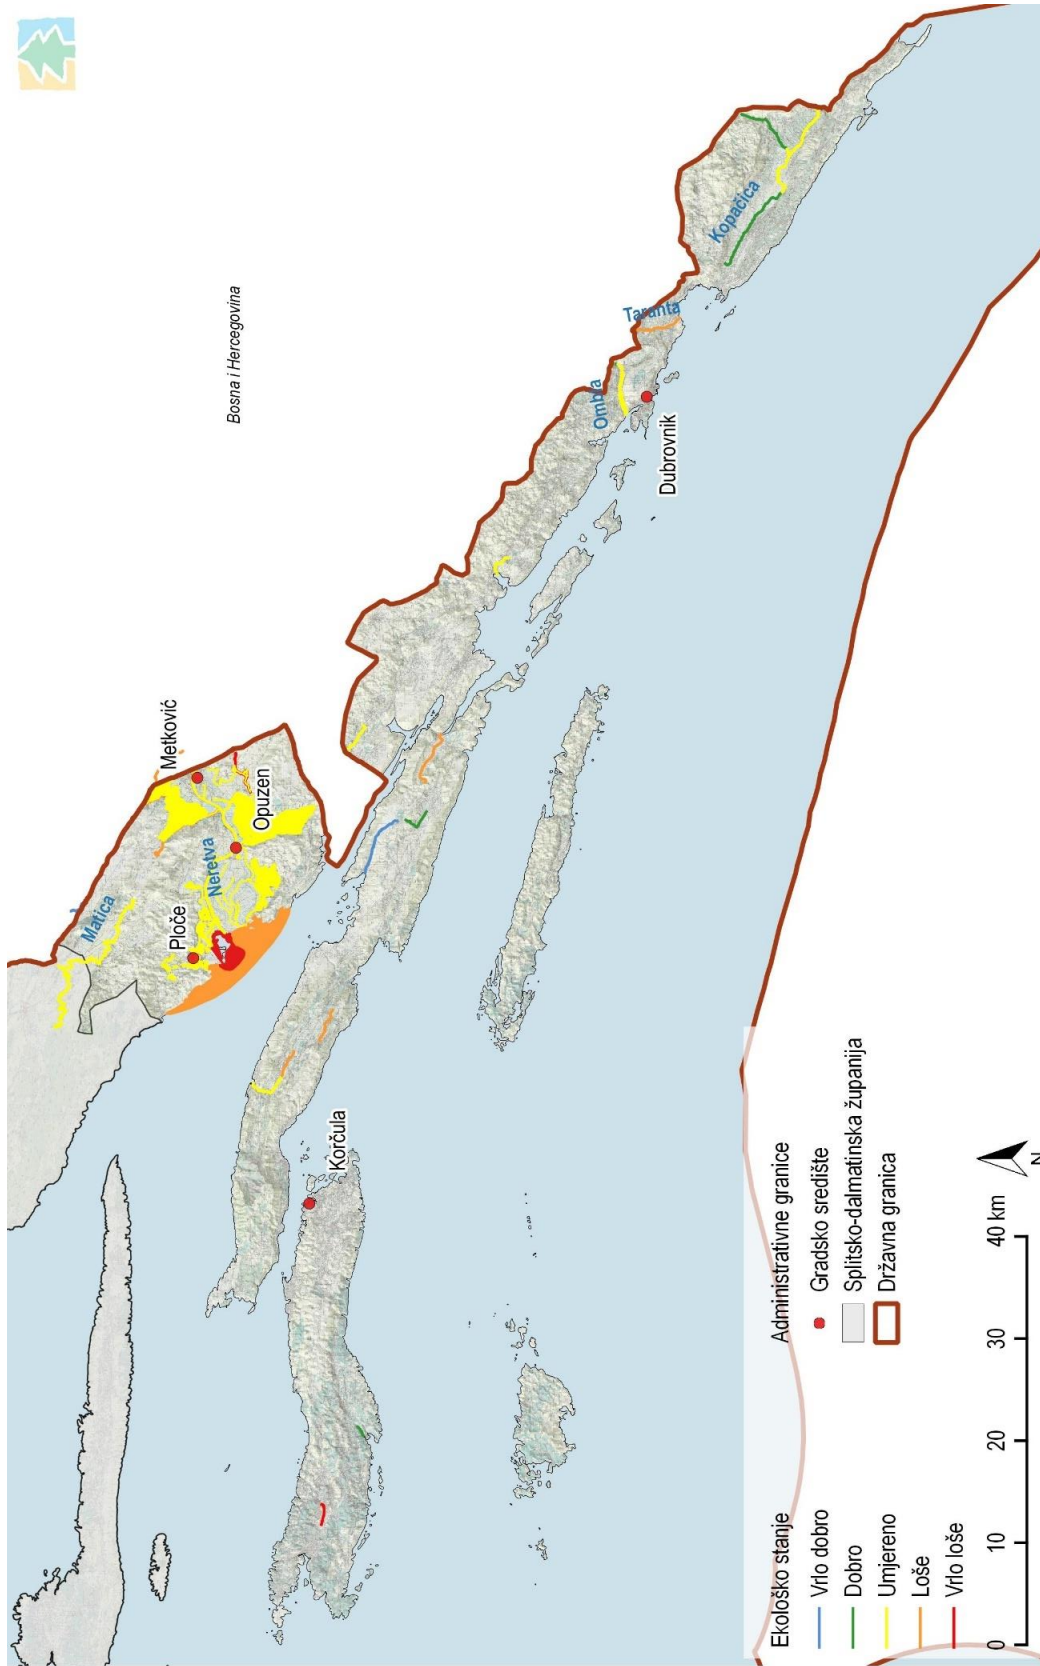 Bosna i Hercegovina
Metković
Opuzen
Neretva
Matica
Ploče
Korčula
Ombla
Taranta
Kopačica
Dubrovnik
Ekološko stanje
Vrlo dobro
Dobro
Umjereno
Loše
Vrlo loše
Administrativne granice
Gradsko središte
Splitsko-dalmatinska županija
Državna granica
0 10 20 30 40 km
N